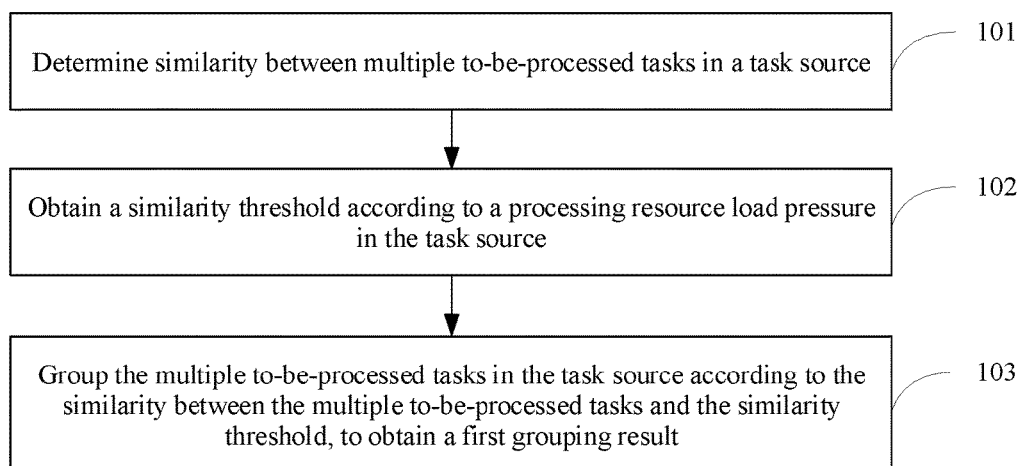 Determine similarity between multiple to-be-processed tasks in a task source
101
Obtain a similarity threshold according to a processing resource load pressure
in the task source
102
Group the multiple to-be-processed tasks in the task source according to the
similarity between the multiple to-be-processed tasks and the similarity
threshold, to obtain a first grouping result
103